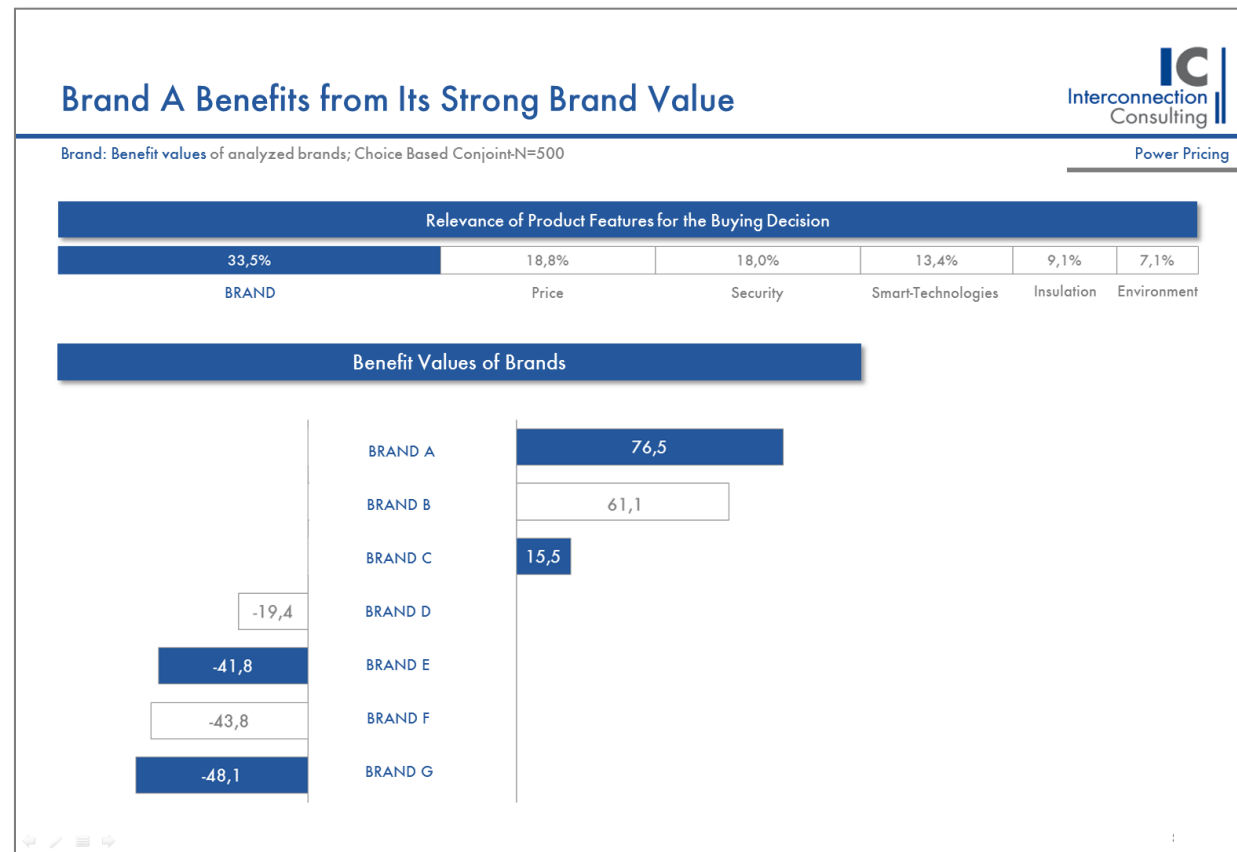 IC
Interconnection
Consulting
Brand A Benefits from Its Strong Brand Value
Brand: Benefit values of analyzed brands; Choice Based Conjoint-N=500
Power Pricing
Relevance of Product Features for the Buying Decision
33,5% 18,8% 18,0% 13,4% 9,1% 7,1%
BRAND Price Security Smart-Technologies Insulation Environment
Benefit Values of Brands
BRAND A 76,5
BRAND B 61,1
BRAND C 15,5
-19,4 BRAND D
-41,8 BRAND E
-43,8 BRAND F
-48,1 BRAND G